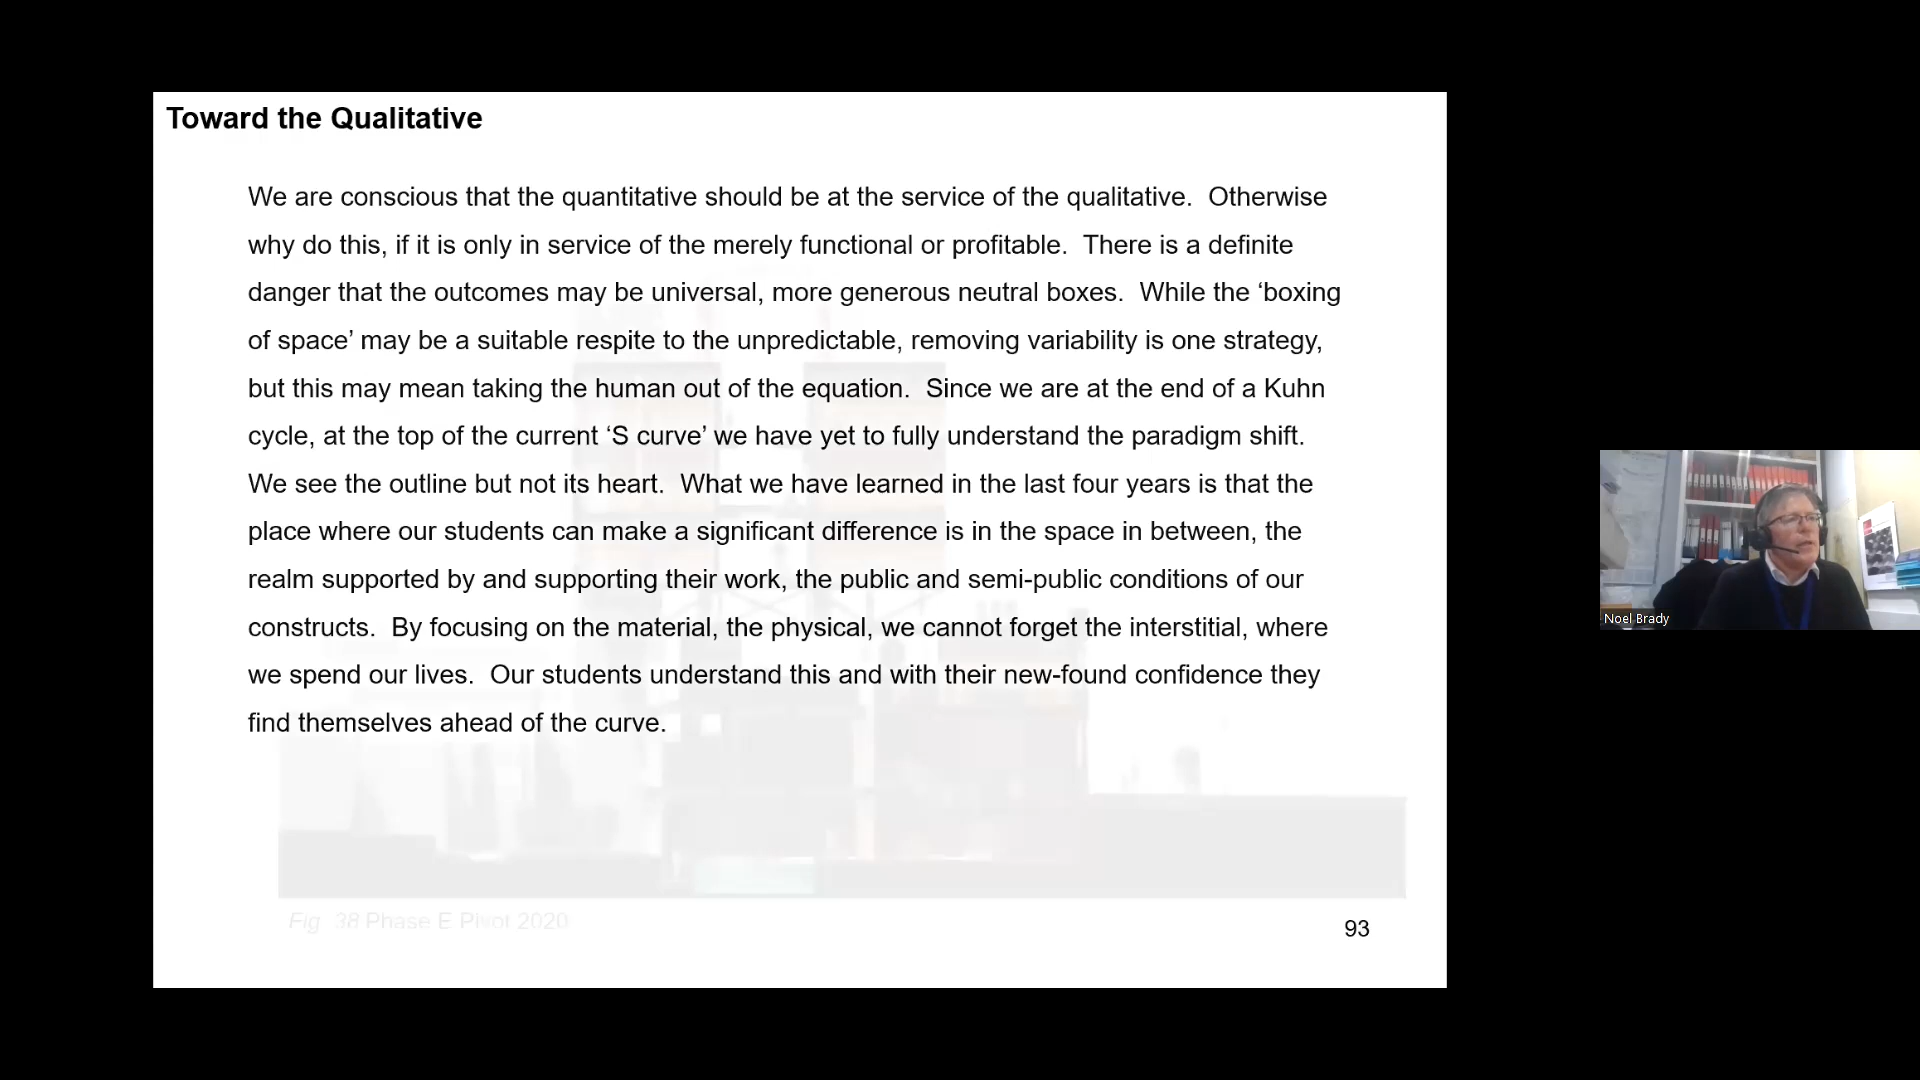 Toward the Qualitative
We are conscious that the quantitative should be at the service of the qualitative.  Otherwise
why do this, if it is only in service of the merely functional or profitable.  There is a definite
danger that the outcomes may be universal, more generous neutral boxes.  While the ‘boxing
of space’ may be a suitable respite to the unpredictable, removing variability is one strategy,
but this may mean taking the human out of the equation.  Since we are at the end of a Kuhn
cycle, at the top of the current ‘S curve’ we have yet to fully understand the paradigm shift.
We see the outline but not its heart.  What we have learned in the last four years is that the
place where our students can make a significant difference is in the space in between, the
realm supported by and supporting their work, the public and semi-public conditions of our
constructs.  By focusing on the material, the physical, we cannot forget the interstitial, where
we spend our lives.  Our students understand this and with their new-found confidence they
find themselves ahead of the curve.
Fig 38 Phase E Pivot 2020
93
Noel Brady